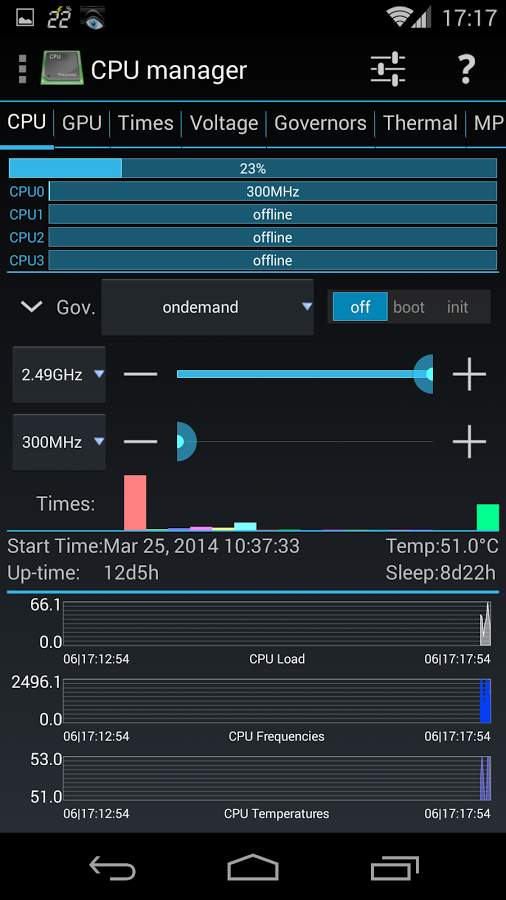 22 17:17
CPU manager ?
CPU GPU Times Voltage Governors Thermal MP
23%
CPU0 300MHz
CPU1 offline
CPU2 offline
CPU3 offline
Gov. ondemand off boot init
2.49GHz
300MHz
Times:
Start Time:Mar 25, 2014 10:37:33 Temp:51.0°C
Up-time: 12d5h Sleep:8d22h
66.1
0.0
06|17:12:54 CPU Load 06|17:17:54
2496.1
0.0
06|17:12:54 CPU Frequencies 06|17:17:54
53.0
51.0
06|17:12:54 CPU Temperatures 06|17:17:54